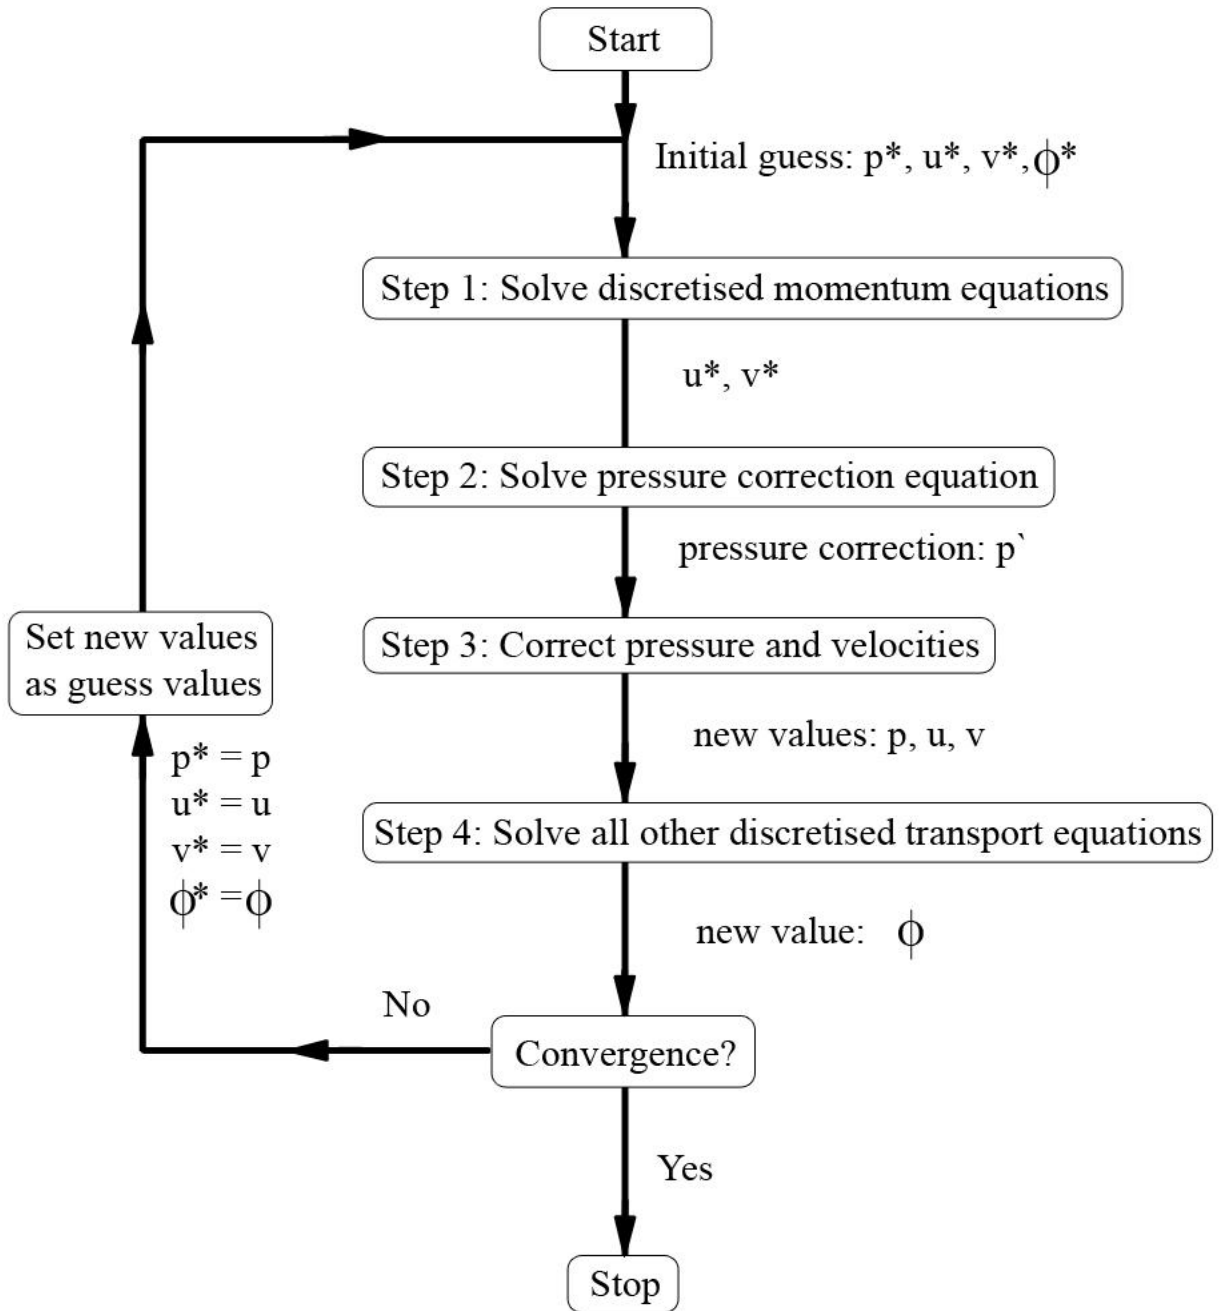 Start
Initial guess: p*, u*, v*, ϕ*
Step 1: Solve discretised momentum equations
u*, v*
Step 2: Solve pressure correction equation
pressure correction: p`
Step 3: Correct pressure and velocities
new values: p, u, v
Step 4: Solve all other discretised transport equations
new value: ϕ
Convergence?
No
Set new values
as guess values
p* = p
u* = u
v* = v
ϕ* = ϕ
Yes
Stop